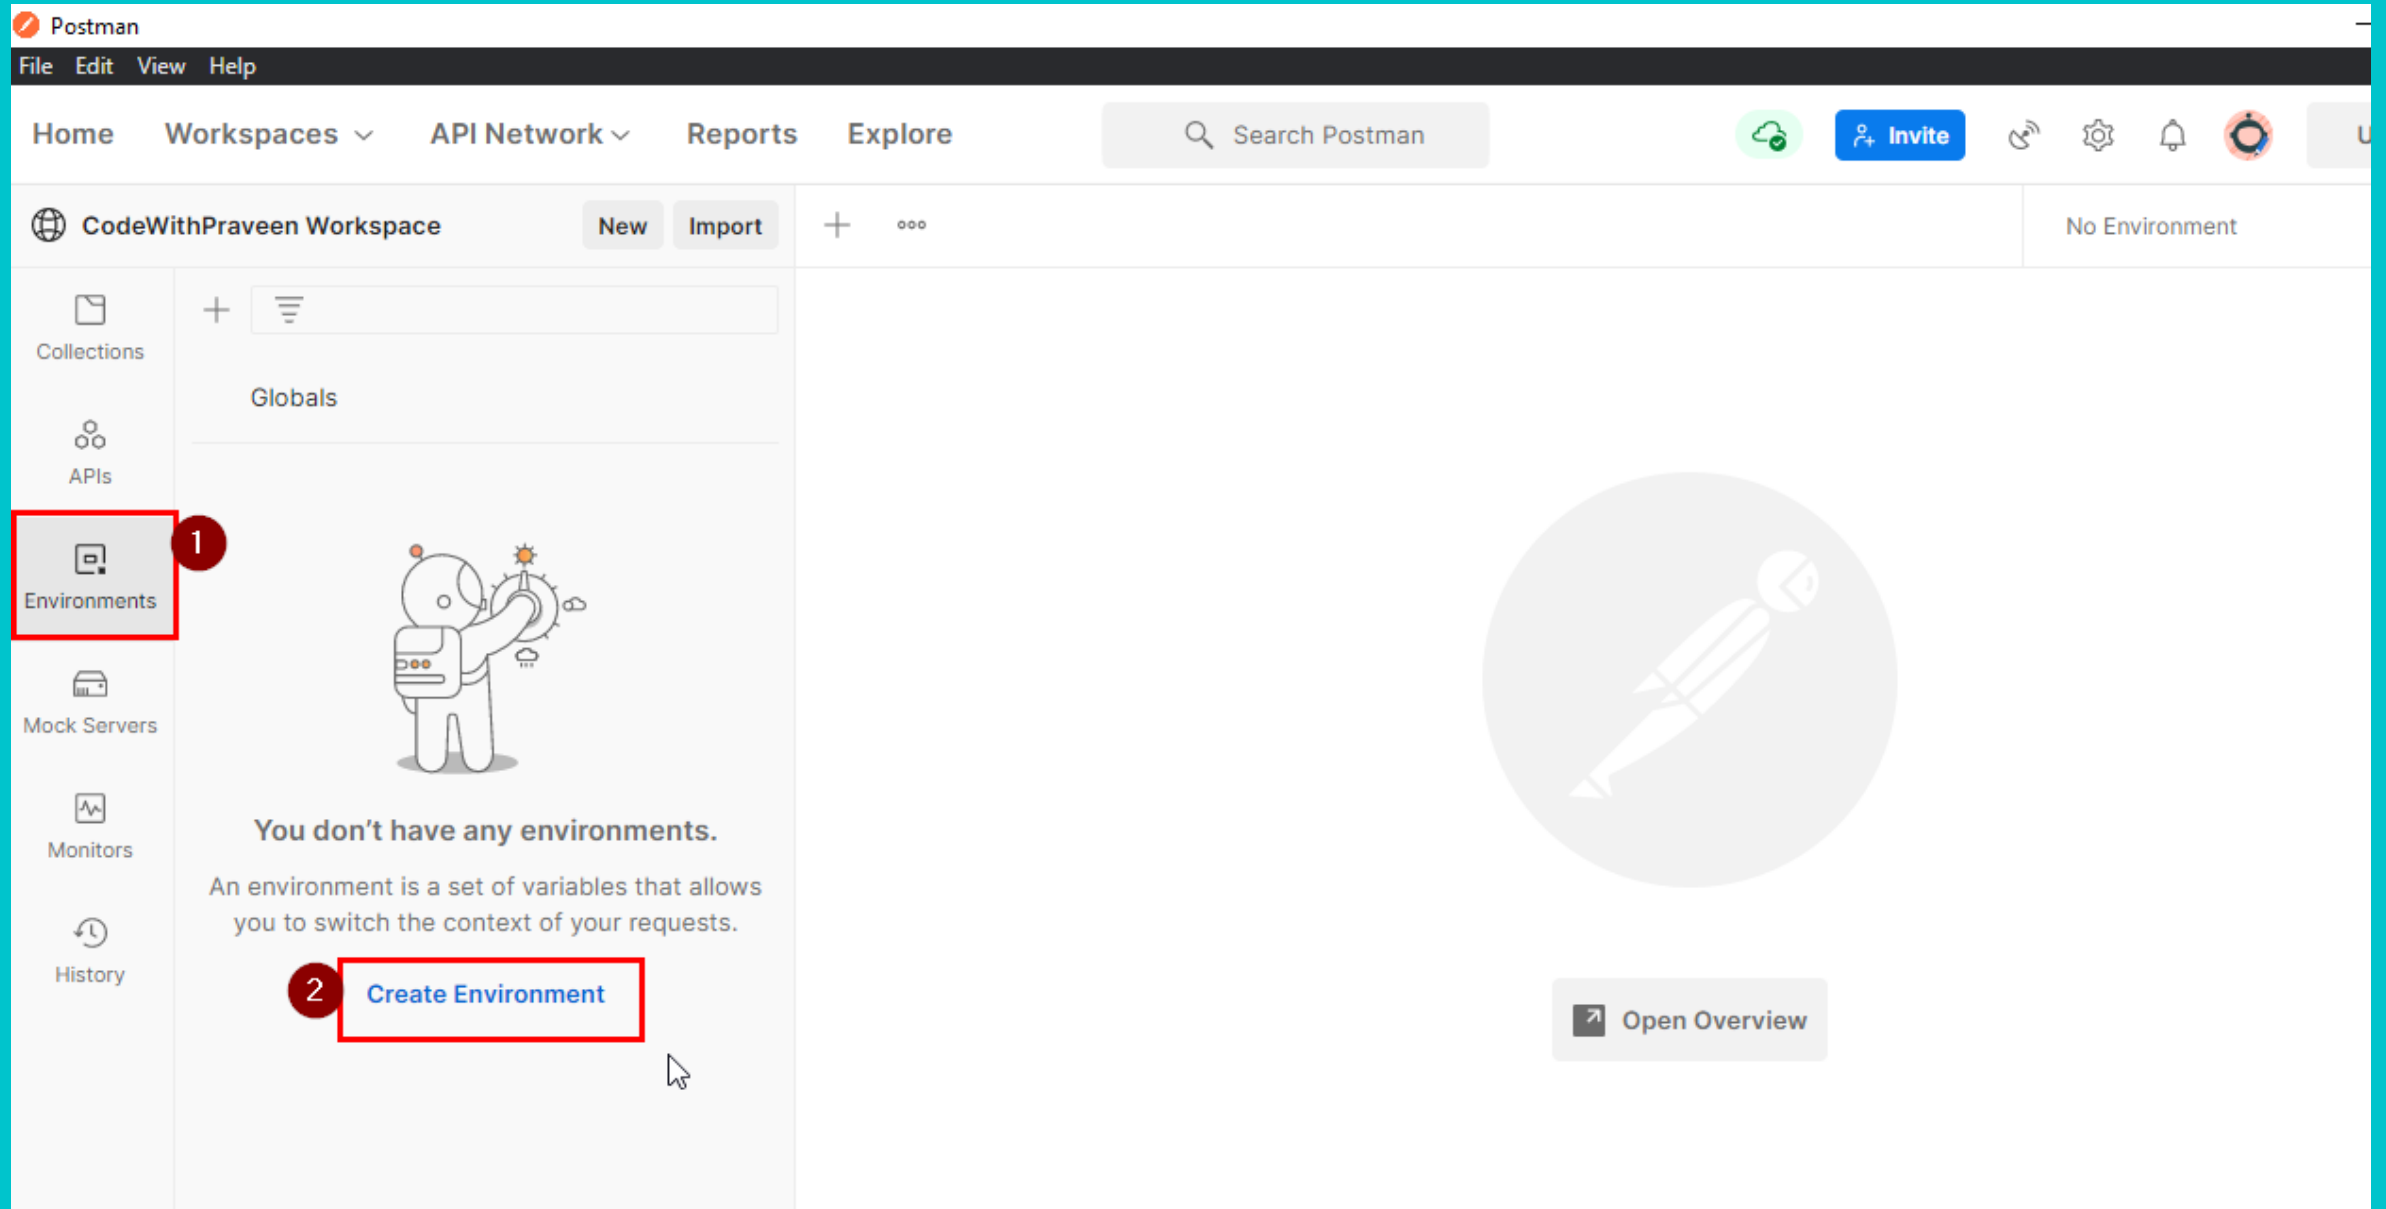 Postman
File Edit View Help
Home Workspaces API Network Reports Explore Search Postman Invite U
CodeWithPraveen Workspace New Import No Environment
Collections
Globals
APIs
1
Environments
Mock Servers
You don't have any environments.
Monitors
An environment is a set of variables that allows
you to switch the context of your requests.
History
2 Create Environment
Open Overview